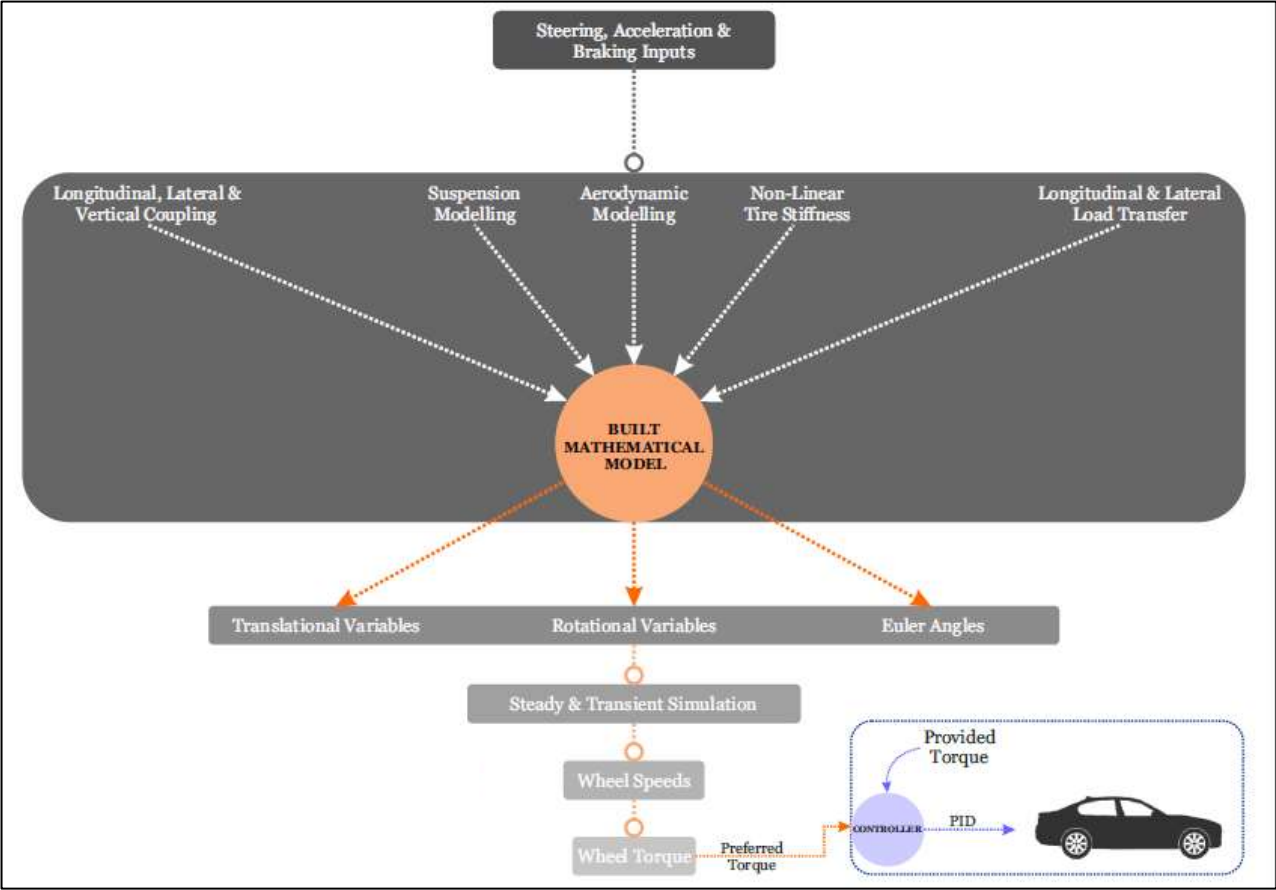 Steering, Acceleration &
Braking Inputs
Longitudinal, Lateral &
Vertical Coupling
Suspension
Modelling
Aerodynamic
Modelling
Non-Linear
Tire Stiffness
Longitudinal & Lateral
Load Transfer
BUILT
MATHEMATICAL
MODEL
Translational Variables
Rotational Variables
Euler Angles
Steady & Transient Simulation
Wheel Speeds
Wheel Torque
Preferred
Torque
Provided
Torque
CONTROLLER
PID